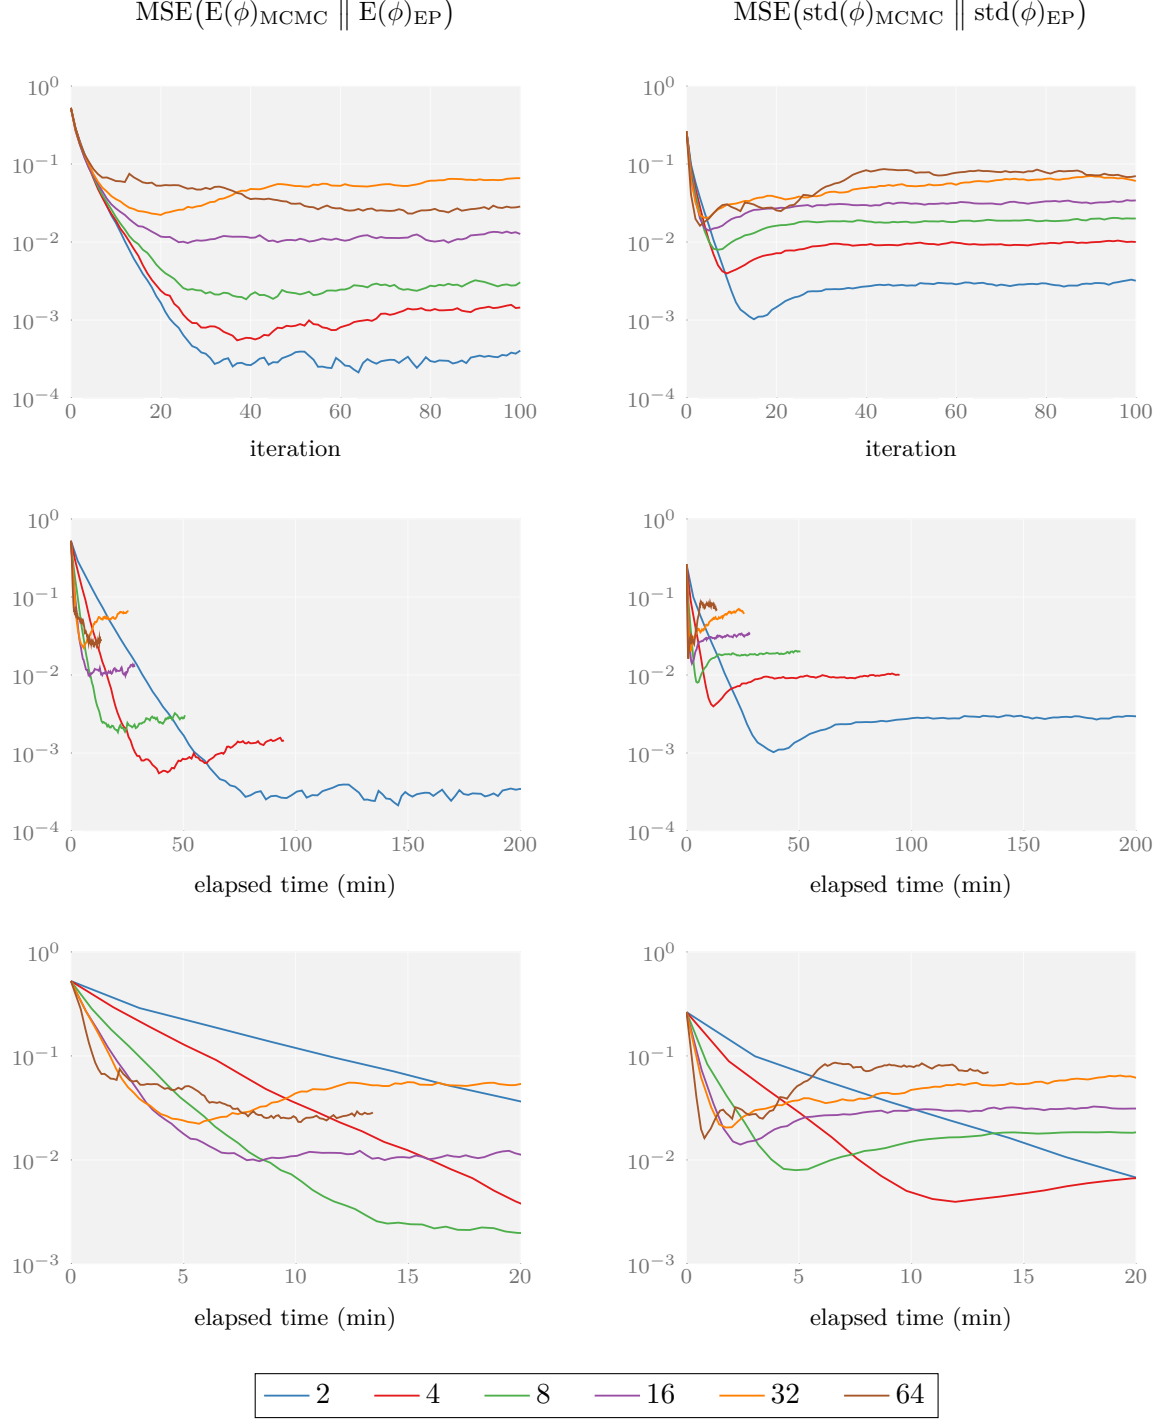 MSE(E(ϕ)MCMC ∥ E(ϕ)EP) MSE(std(ϕ)MCMC ∥ std(ϕ)EP)
10^0 10^0
10^−1 10^−1
10^−2 10^−2
10^−3 10^−3
10^−4 10^−4
0 20 40 60 80 100 0 20 40 60 80 100
iteration iteration
10^0 10^0
10^−1 10^−1
10^−2 10^−2
10^−3 10^−3
10^−4 10^−4
0 50 100 150 200 0 50 100 150 200
elapsed time (min) elapsed time (min)
10^0 10^0
10^−1 10^−1
10^−2 10^−2
10^−3 10^−3
0 5 10 15 20 0 5 10 15 20
elapsed time (min) elapsed time (min)
2 4 8 16 32 64